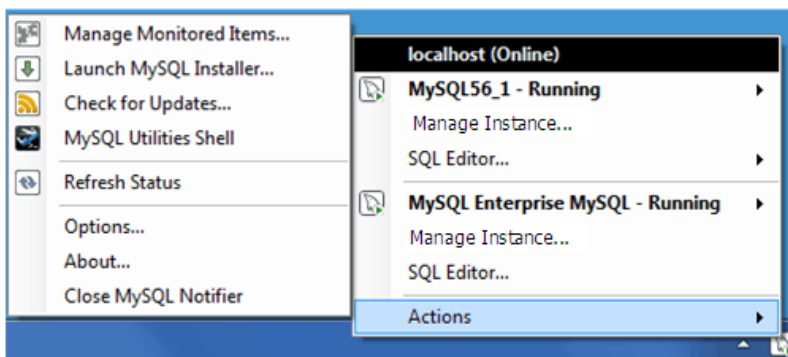 Manage Monitored Items...
Launch MySQL Installer...
Check for Updates...
MySQL Utilities Shell
Refresh Status
Options...
About...
Close MySQL Notifier
localhost (Online)
MySQL56_1 - Running
Manage Instance...
SQL Editor...
MySQL Enterprise MySQL - Running
Manage Instance...
SQL Editor...
Actions